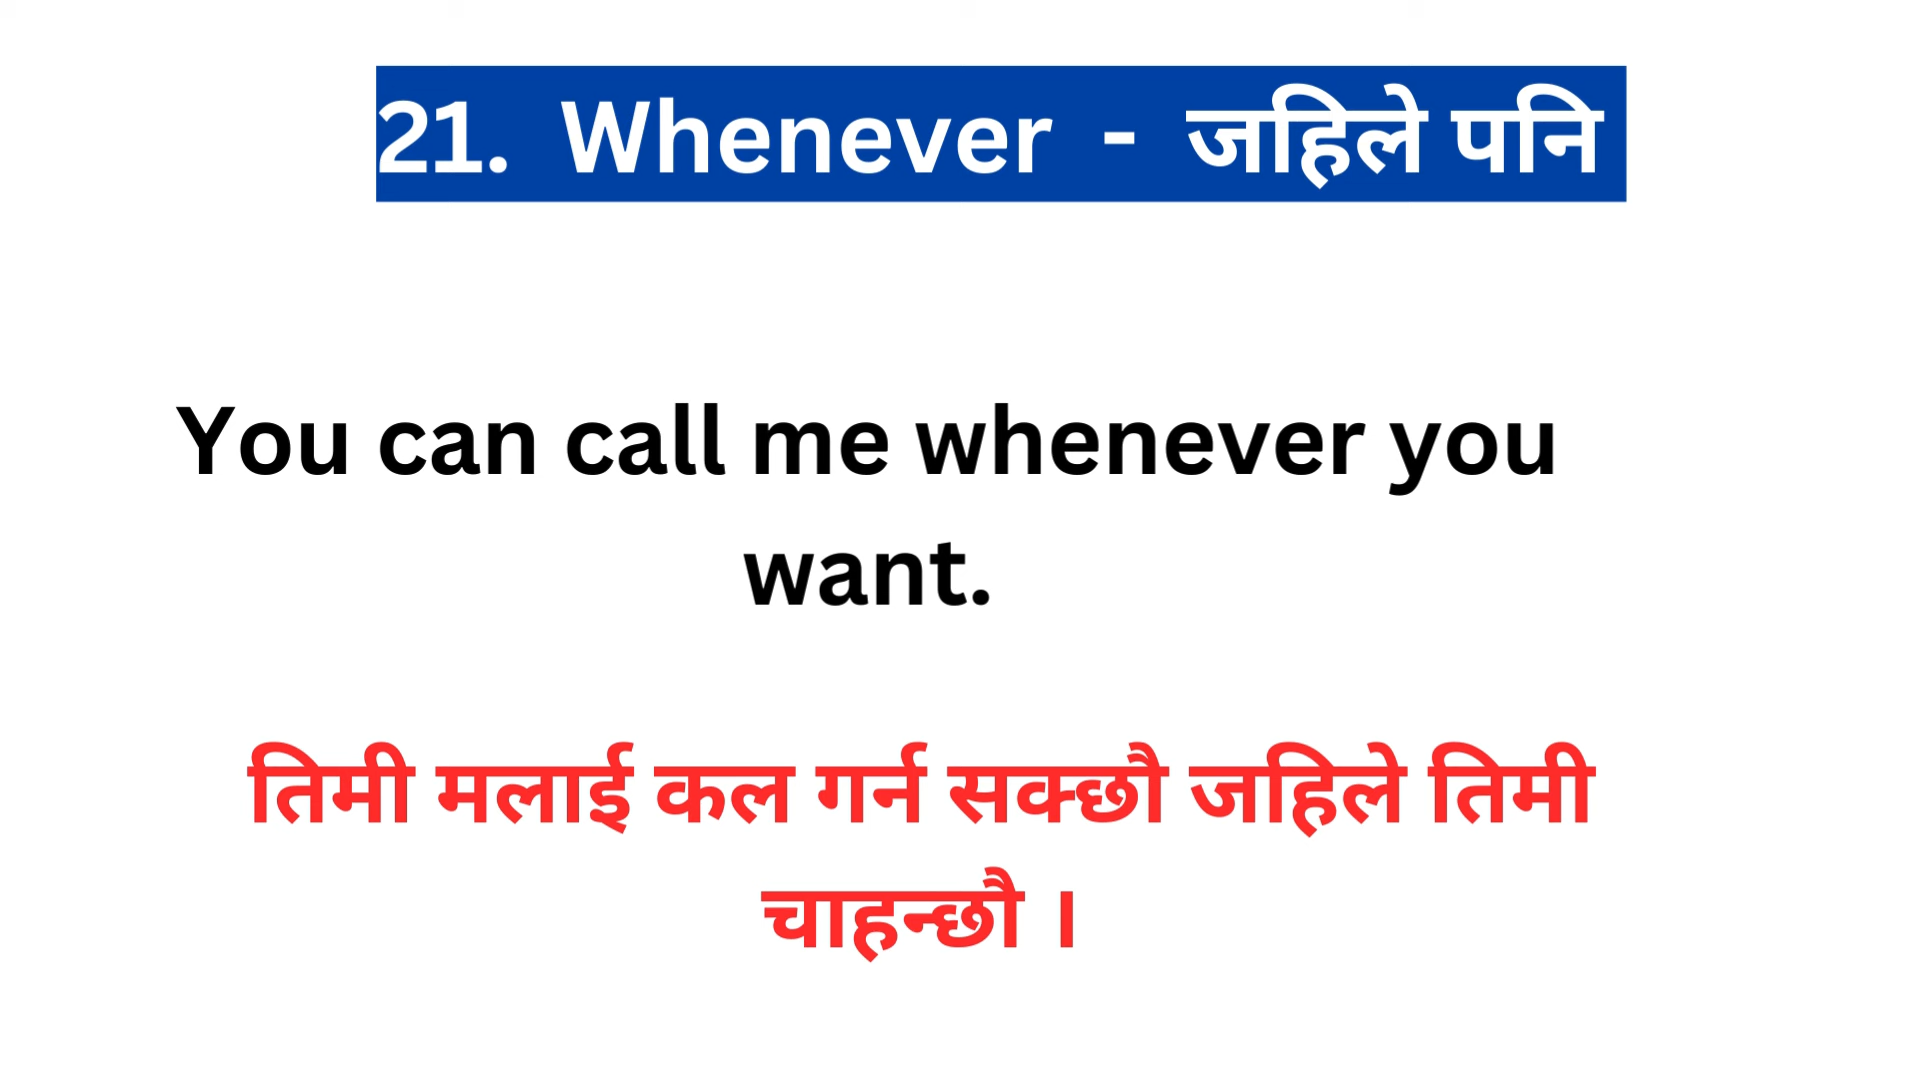 21. Whenever - जहिले पनि
You can call me whenever you
want.
तिमी मलाई कल गर्न सक्छौ जहिले तिमी
चाहन्छौ ।